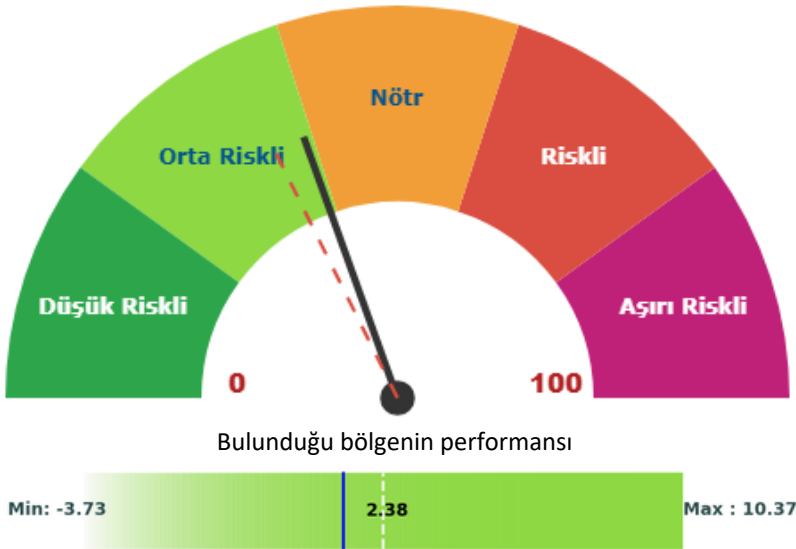 Nötr
Orta Riskli
Riskli
Düşük Riskli
Aşırı Riskli
0
100
Bulunduğu bölgenin performansı
Min: -3.73
2.38
Max : 10.37